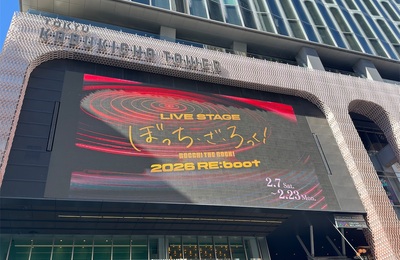 TOKYO
KABUKICHO TOWER
LIVE STAGE
ぼっち・ざ・ろっく!
BOCCHI THE ROCK!
2026 RE:boot
2.7 Sat.
~2.23 Mon.